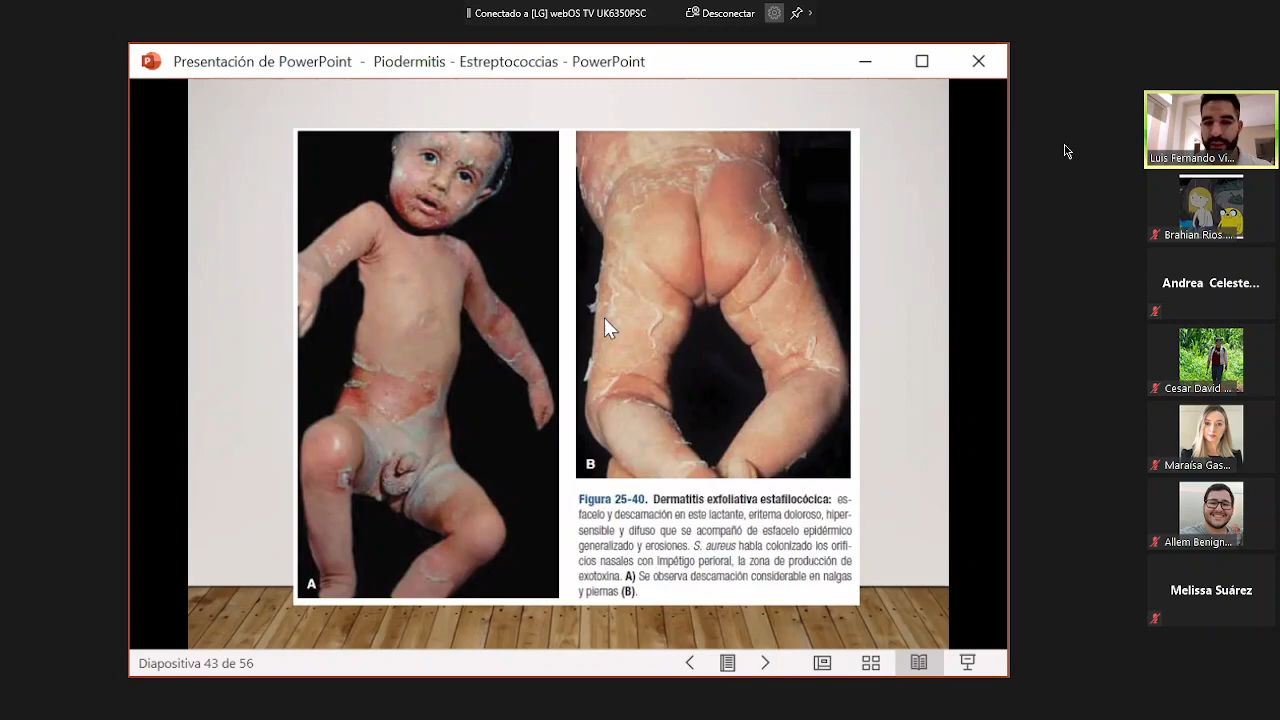 Conectado a [LG] webOS TV UK6350PSC
Desconectar
Presentación de PowerPoint - Piodermitis - Estreptococcias - PowerPoint
A
B
Figura 25-40. Dermatitis exfoliativa estafilocócica: es-
facelo y descamación en este lactante, eritema doloroso, hiper-
sensible y difuso que se acompañó de esfacelo epidérmico
generalizado y erosiones. S. aureus había colonizado los orifi-
cios nasales con impétigo perioral, la zona de producción de
exotoxina. A) Se observa descamación considerable en nalgas
y piernas (B).
Diapositiva 43 de 56
Luis Fernando Vi...
Brahian Rios...
Andrea Celeste...
Cesar David ...
Maraísa Gas...
Allem Benign...
Melissa Suárez